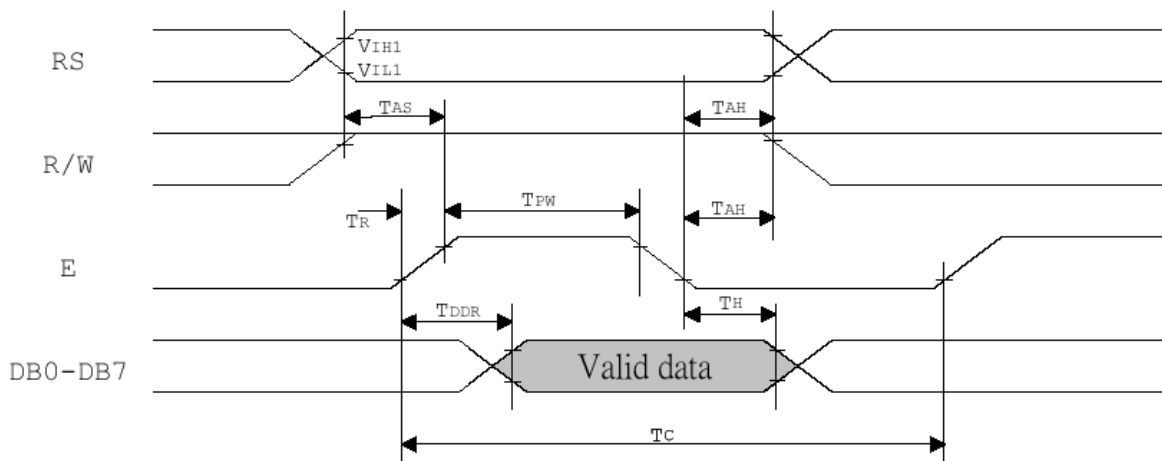 RS
VIH1
VIL1
TAS
TAH
R/W
TPW
TR
TAH
E
TDDR
TH
DB0-DB7
Valid data
TC